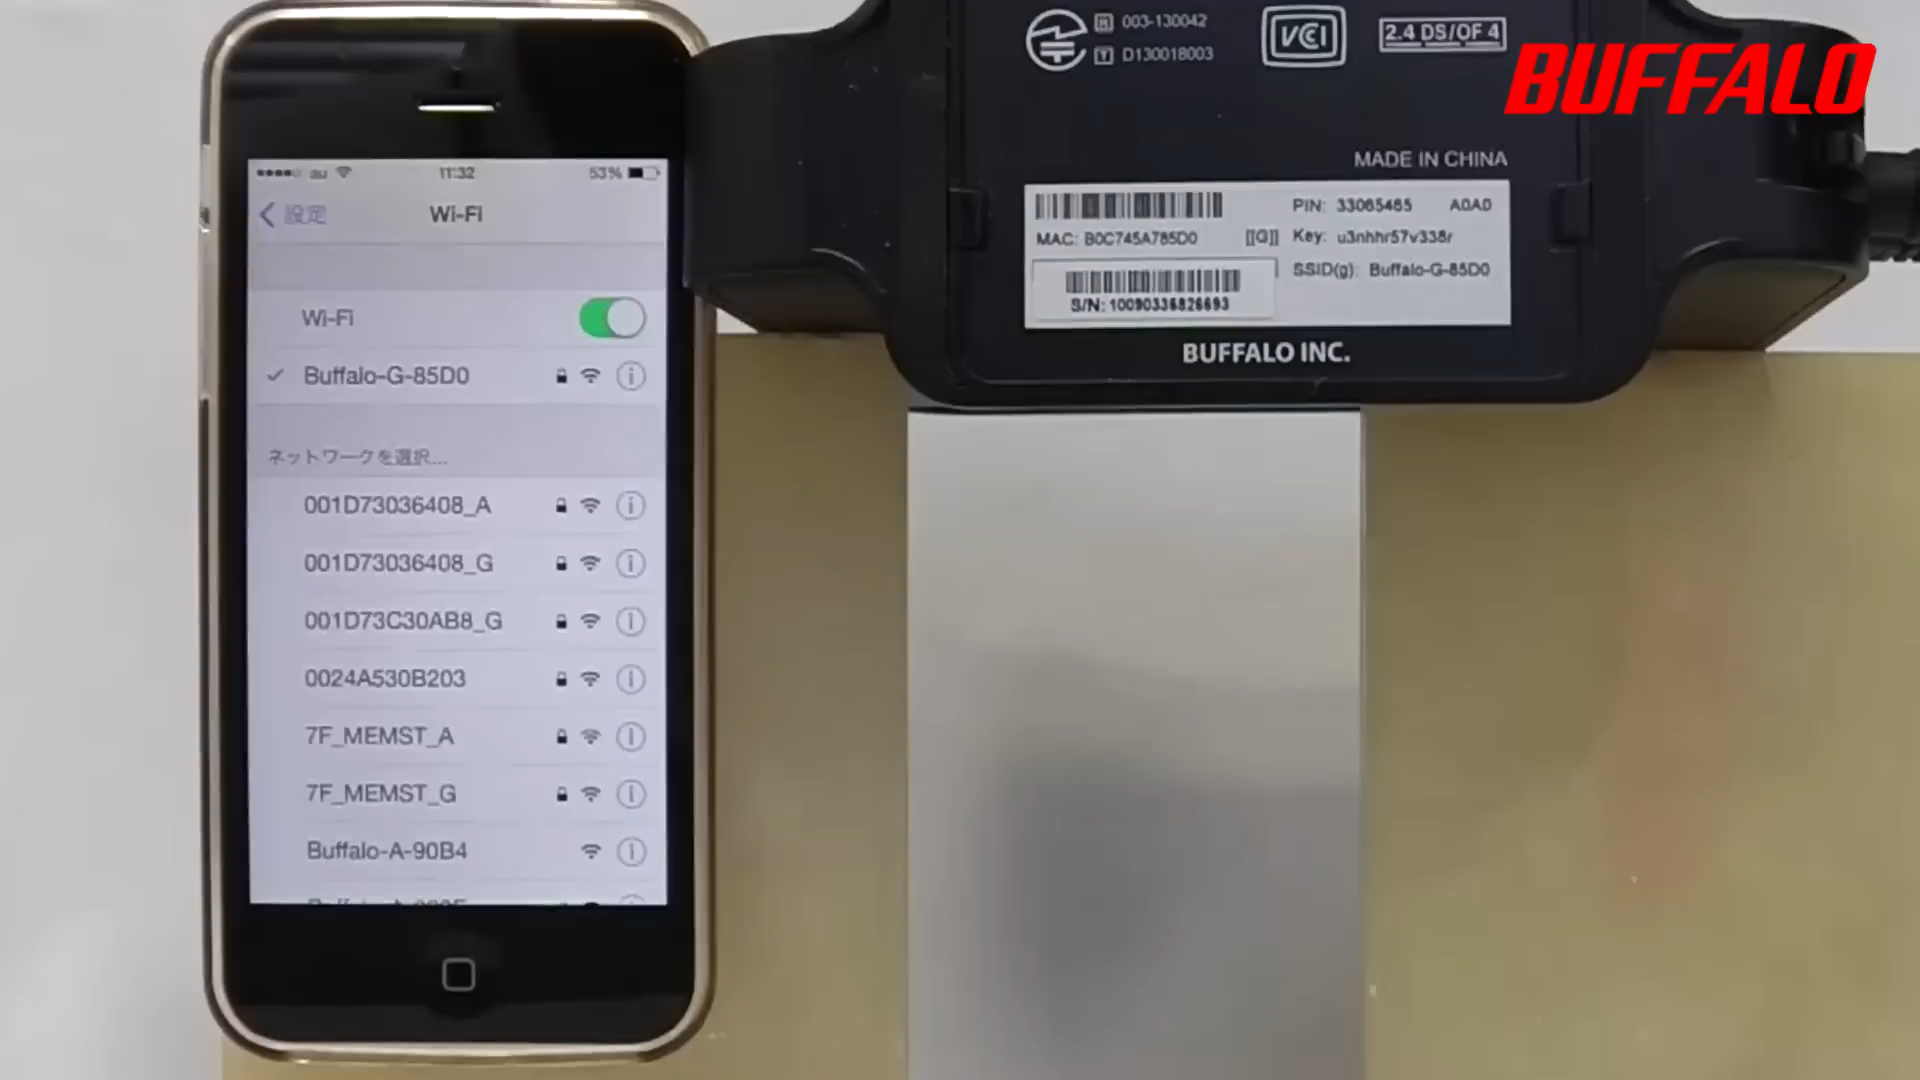 au 11:32 53%
設定 Wi-Fi
Wi-Fi
Buffalo-G-85D0
ネットワークを選択...
001D73036408_A
001D73036408_G
001D73C30AB8_G
0024A530B203
7F_MEMST_A
7F_MEMST_G
Buffalo-A-90B4
R 003-130042
T D130018003
VCI
2.4 DS/OF 4
BUFFALO
MADE IN CHINA
PIN: 33065465 A0A0
MAC: B0C745A785D0 [[G]] Key: u3nhhr57v338r
SSID(g): Buffalo-G-85D0
S/N: 10090336826693
BUFFALO INC.